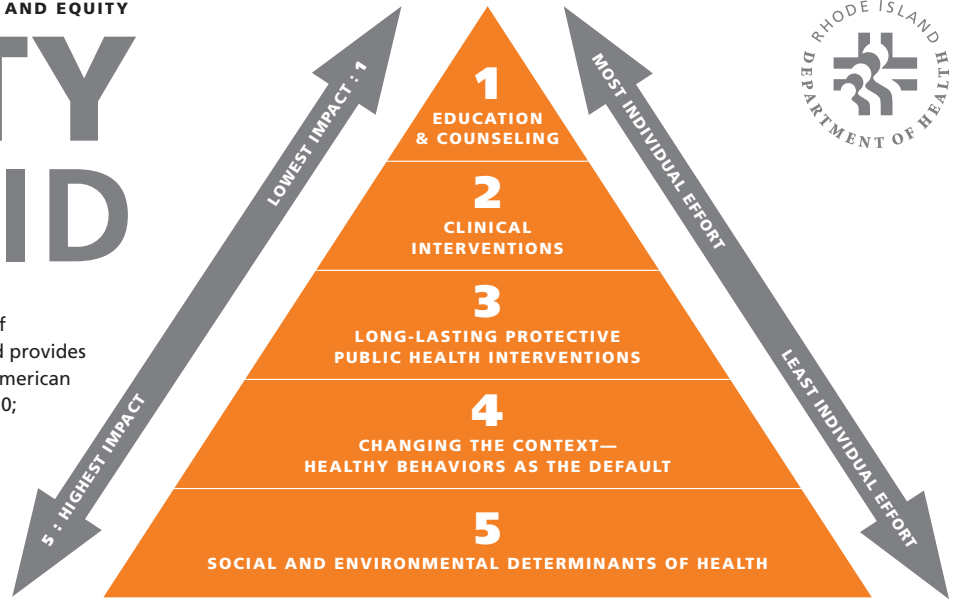 AND EQUITY
TY
ID
f
d provides
merican
0;
LOWEST IMPACT : 1
5 : HIGHEST IMPACT
1
EDUCATION
& COUNSELING
2
CLINICAL
INTERVENTIONS
3
LONG-LASTING PROTECTIVE
PUBLIC HEALTH INTERVENTIONS
4
CHANGING THE CONTEXT—
HEALTHY BEHAVIORS AS THE DEFAULT
5
SOCIAL AND ENVIRONMENTAL DETERMINANTS OF HEALTH
MOST INDIVIDUAL EFFORT
LEAST INDIVIDUAL EFFORT
RHODE ISLAND
DEPARTMENT OF HEALTH